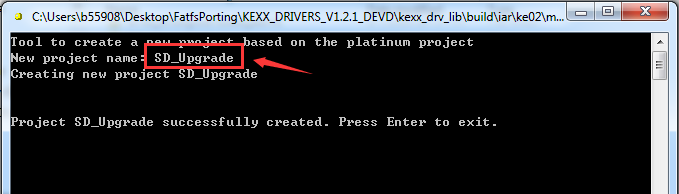 C:\Users\b55908\Desktop\FatfsPorting\KEXX_DRIVERS_V1.2.1_DEVD\kexx_drv_lib\build\iar\ke02\m...
Tool to create a new project based on the platinum project
New project name: SD_Upgrade
Creating new project SD_Upgrade
Project SD_Upgrade successfully created. Press Enter to exit.